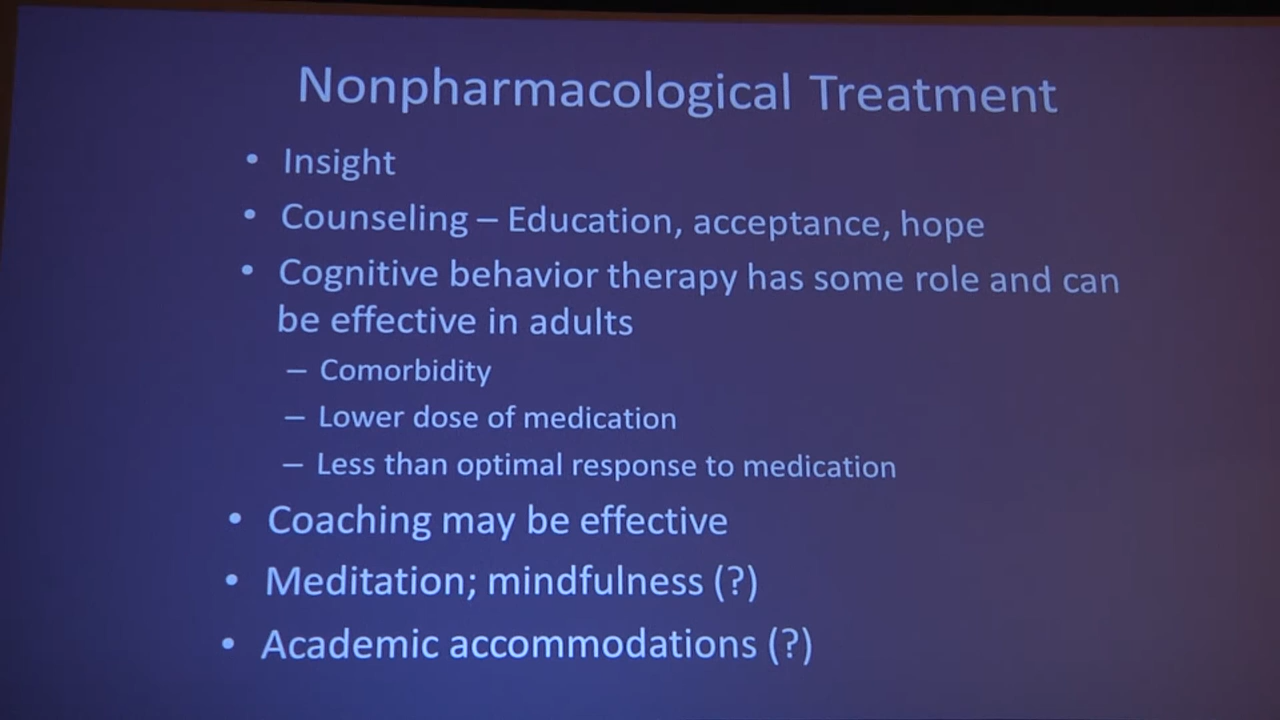 Nonpharmacological Treatment
• Insight
• Counseling – Education, acceptance, hope
• Cognitive behavior therapy has some role and can
be effective in adults
– Comorbidity
– Lower dose of medication
– Less than optimal response to medication
• Coaching may be effective
• Meditation; mindfulness (?)
• Academic accommodations (?)